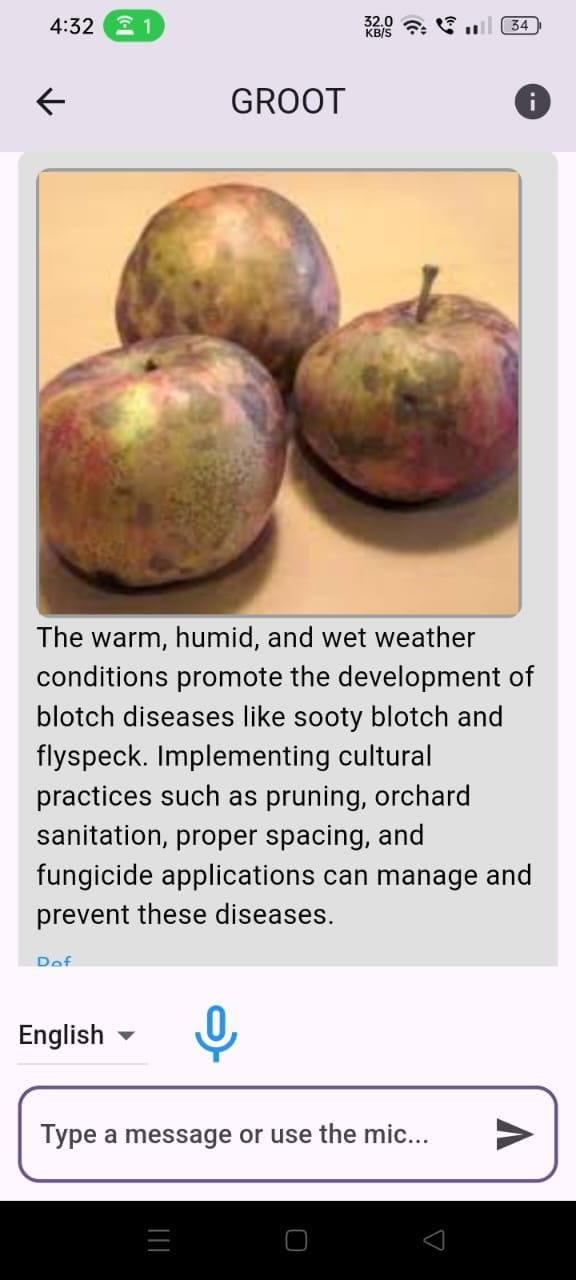 4:32 1 32.0 KB/S 34
GROOT
The warm, humid, and wet weather
conditions promote the development of
blotch diseases like sooty blotch and
flyspeck. Implementing cultural
practices such as pruning, orchard
sanitation, proper spacing, and
fungicide applications can manage and
prevent these diseases.
Ref
English
Type a message or use the mic...